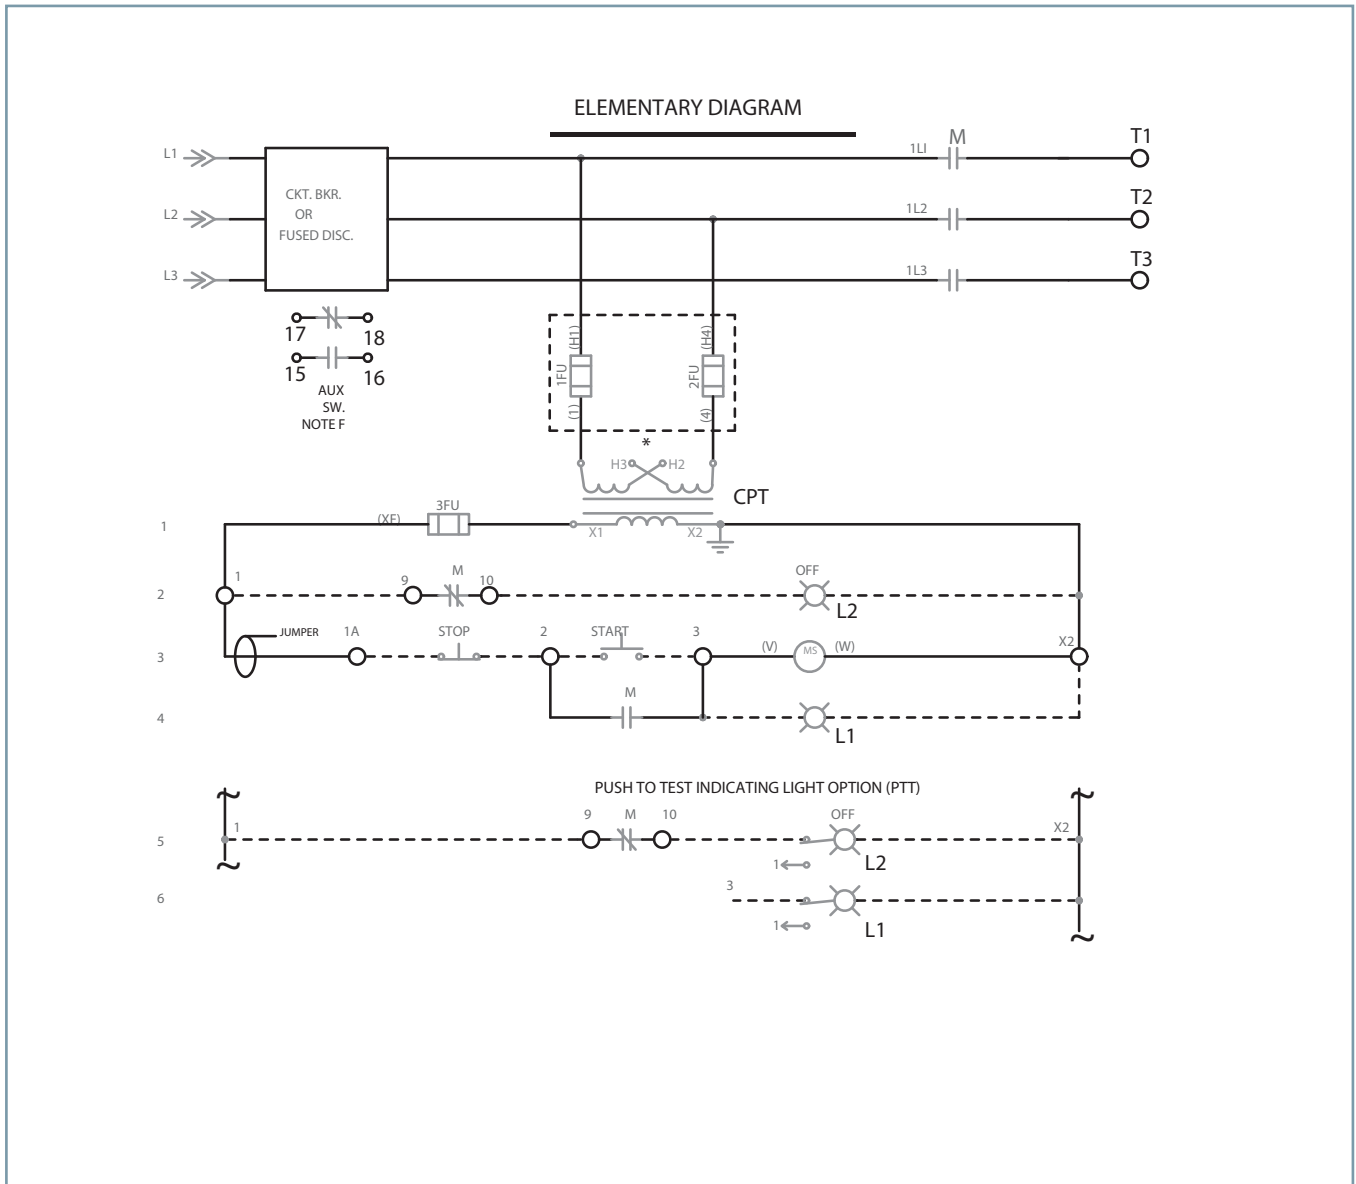 ELEMENTARY DIAGRAM
L1
1LI
M
T1
L2
1L2
T2
L3
1L3
T3
CKT. BKR.
OR
FUSED DISC.
17
18
15
16
AUX
SW.
NOTE F
(H1)
1FU
(1)
(H4)
2FU
(4)
*
H3
H2
CPT
1
(XF)
3FU
X1
X2
2
1
9
M
10
OFF
L2
3
JUMPER
1A
STOP
2
START
3
(V)
MS
(W)
X2
4
M
L1
PUSH TO TEST INDICATING LIGHT OPTION (PTT)
5
1
9
M
10
OFF
X2
1
L2
6
3
1
L1